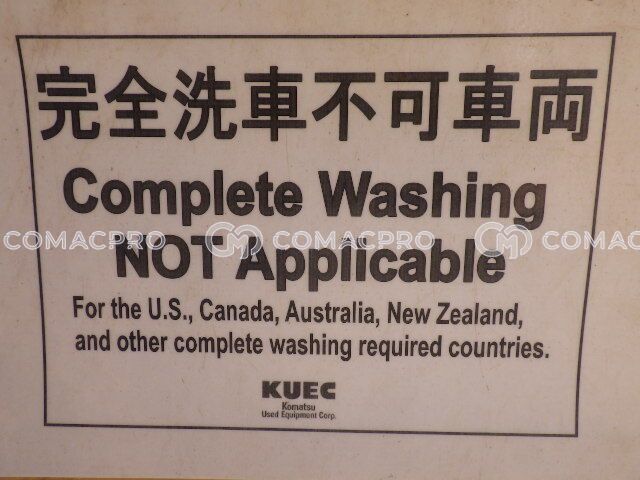 完全洗車不可車両
Complete Washing
COMACPRO COMACPRO COMACPRO
NOT Applicable
For the U.S., Canada, Australia, New Zealand,
and other complete washing required countries.
KUEC
Komatsu
Used Equipment Corp.